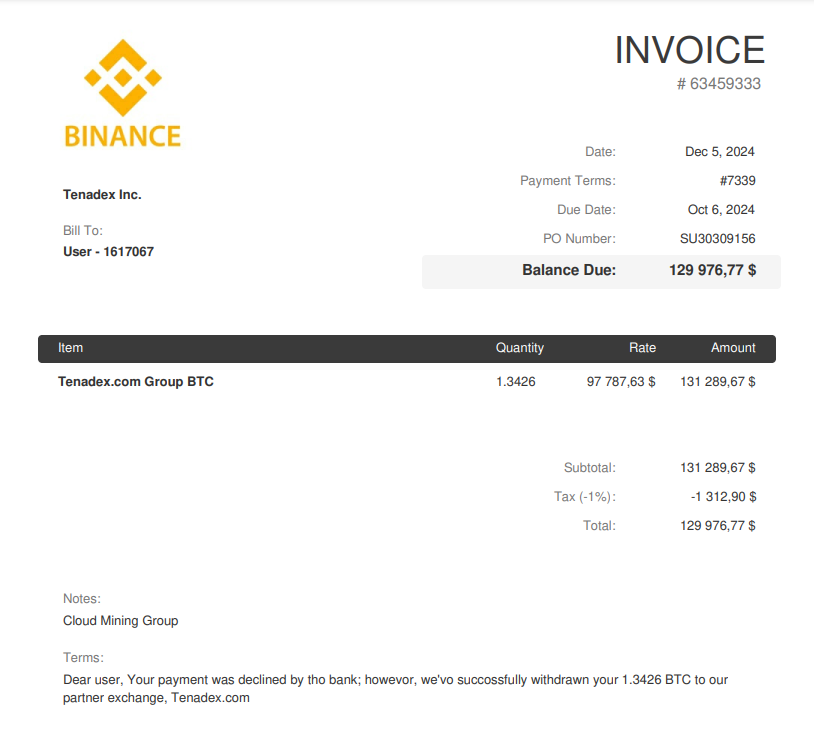 INVOICE
# 63459333
BINANCE
Date: Dec 5, 2024
Payment Terms: #7339
Due Date: Oct 6, 2024
PO Number: SU30309156
Balance Due: 129 976,77 $
Tenadex Inc.
Bill To:
User - 1617067
Item Quantity Rate Amount
Tenadex.com Group BTC 1.3426 97 787,63 $ 131 289,67 $
Subtotal: 131 289,67 $
Tax (-1%): -1 312,90 $
Total: 129 976,77 $
Notes:
Cloud Mining Group
Terms:
Dear user, Your payment was declined by tho bank; howevor, we'vo succossfully withdrawn your 1.3426 BTC to our
partner exchange, Tenadex.com